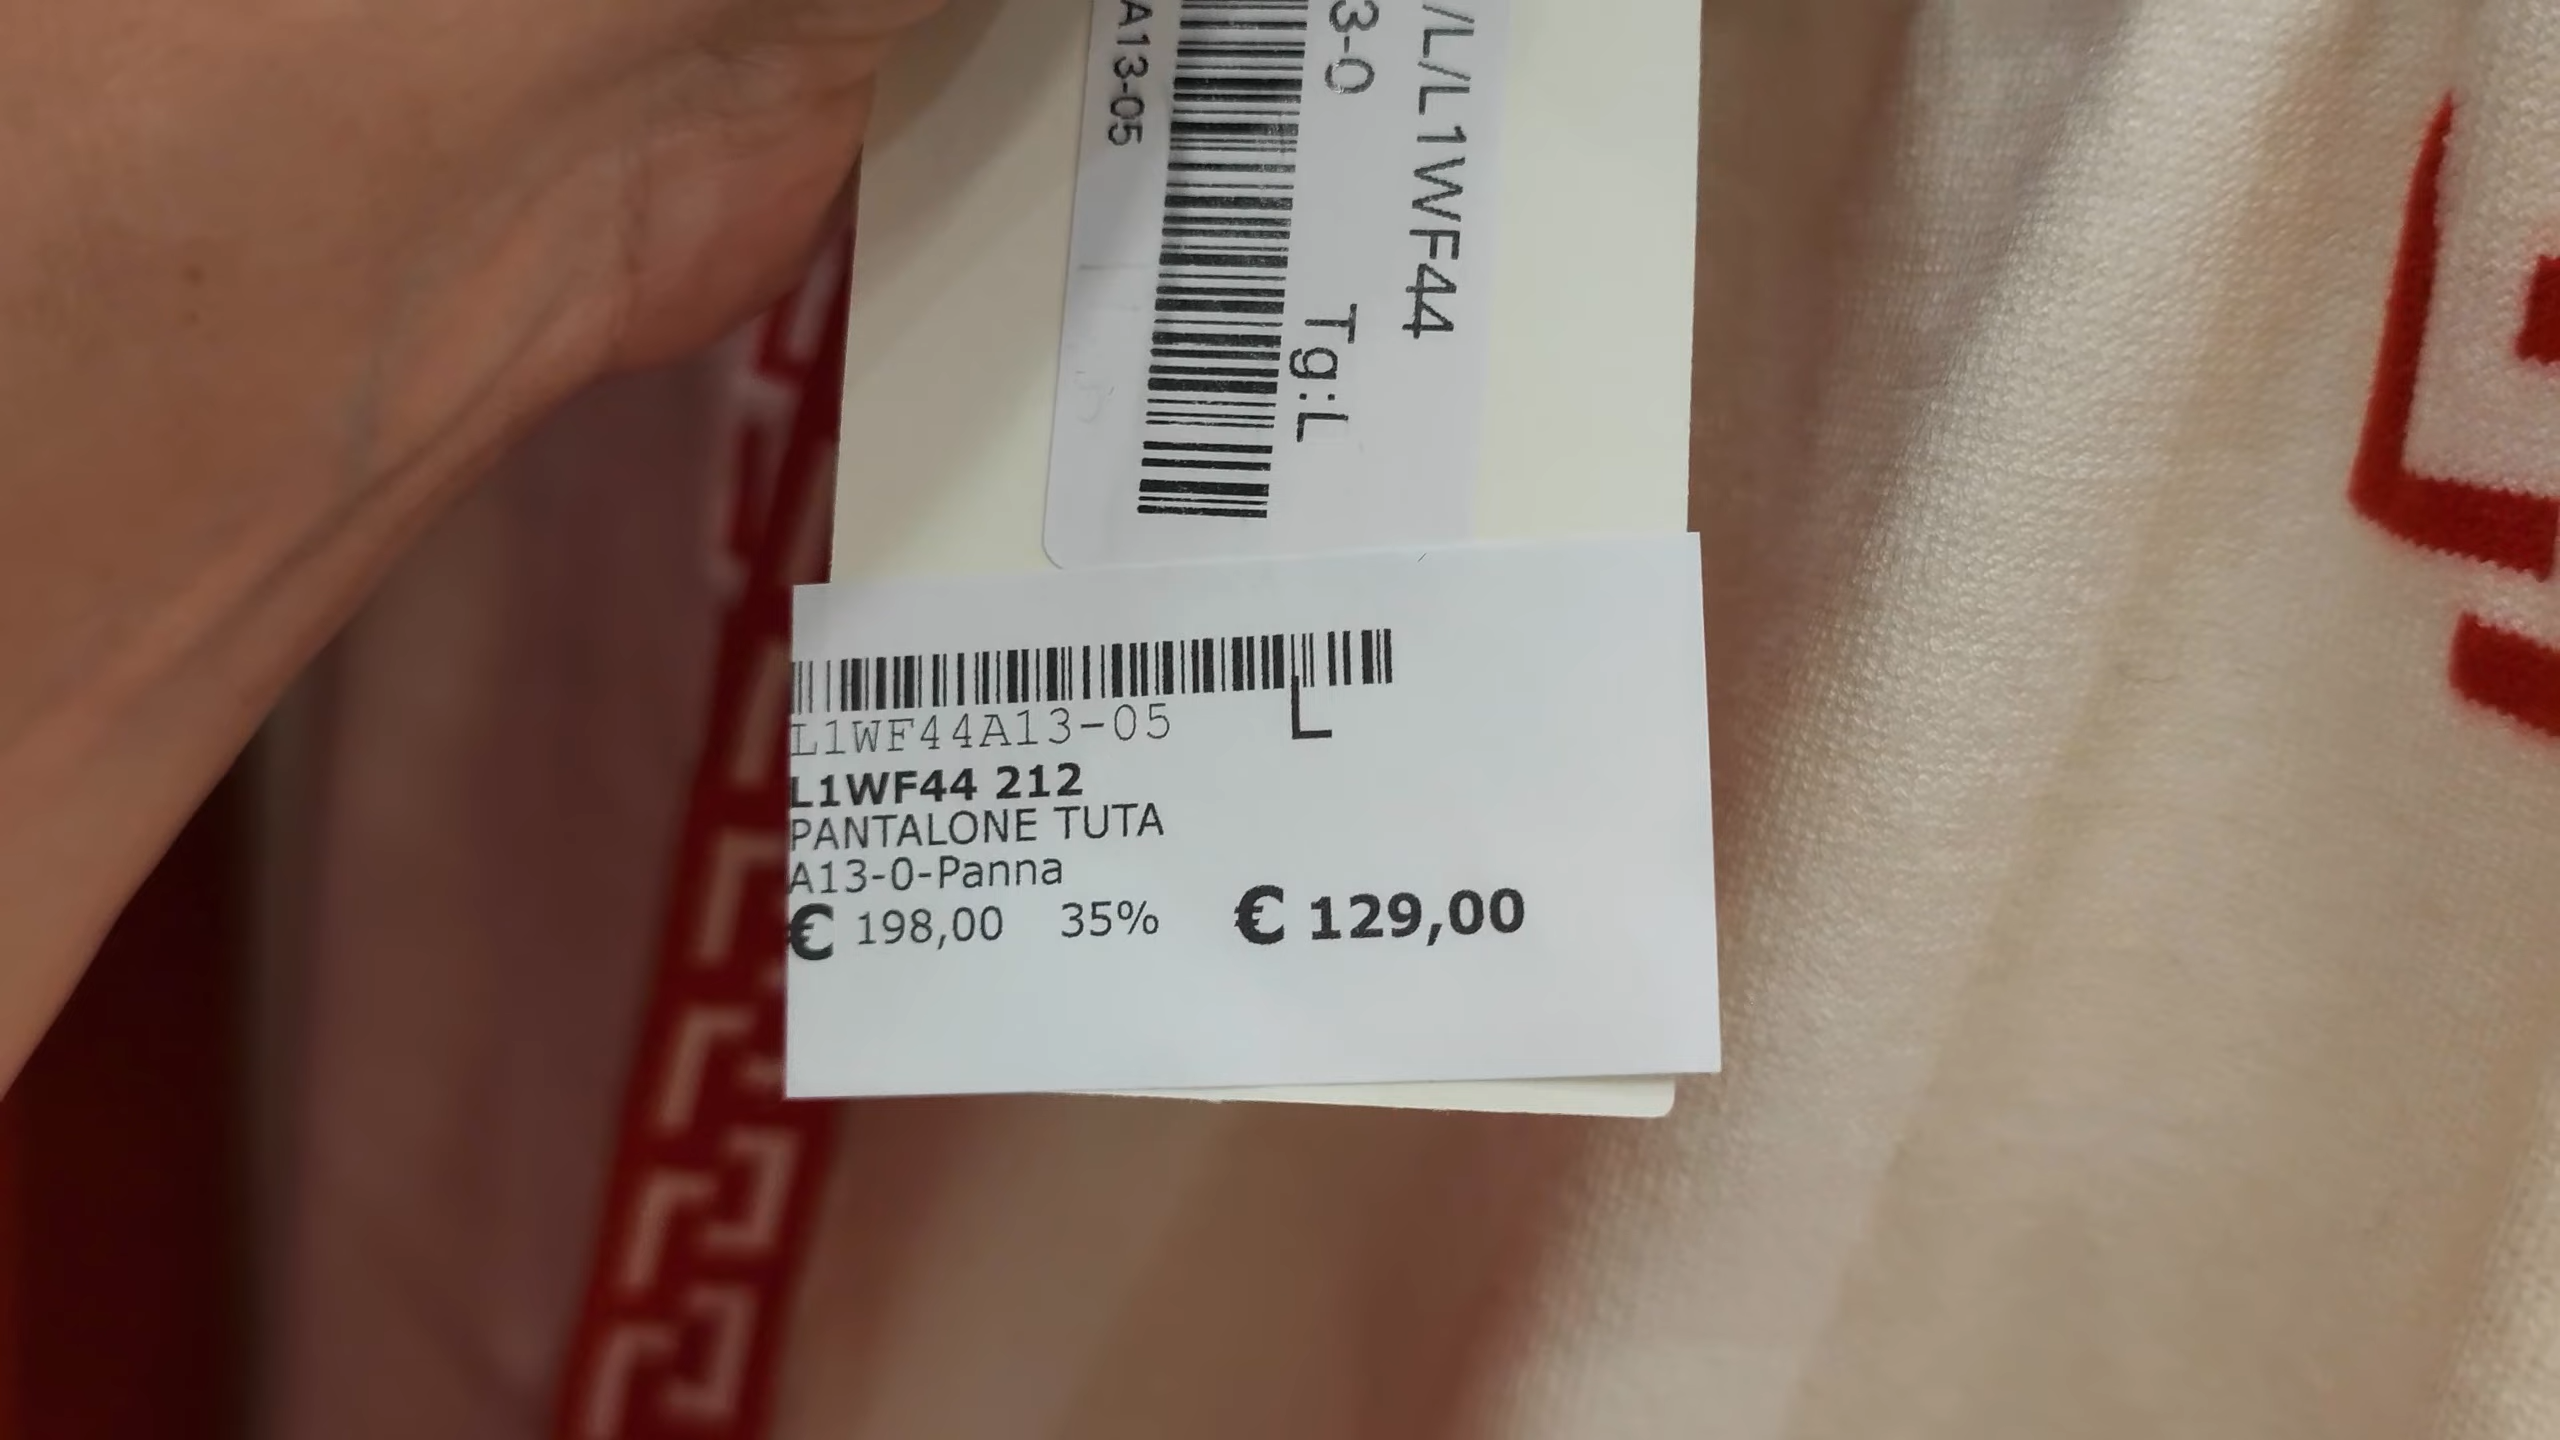 /L/L1WF44
3-0 Tg:L
A13-05
L1WF44A13-05 L
L1WF44 212
PANTALONE TUTA
A13-0-Panna
€ 198,00 35% € 129,00